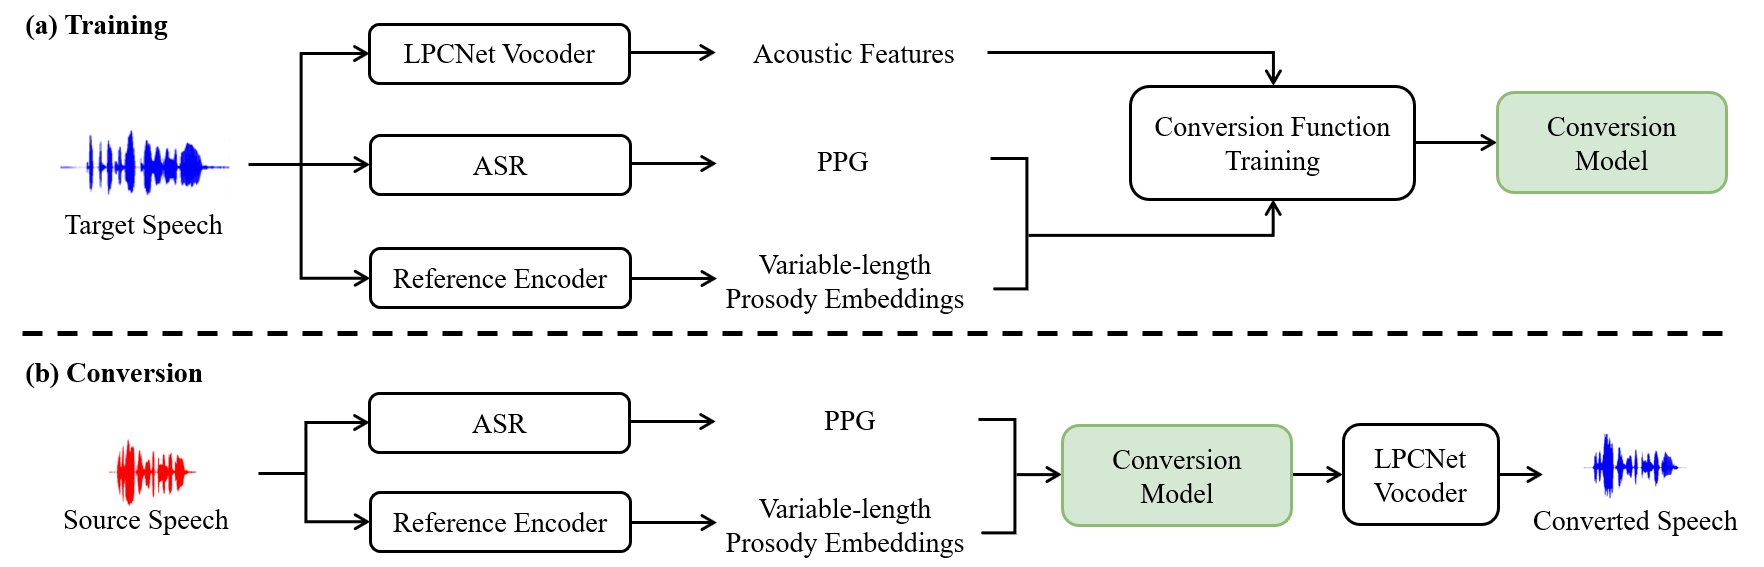 (a) Training
LPCNet Vocoder
Acoustic Features
Conversion Function
Training
Conversion
Model
ASR
PPG
Target Speech
Reference Encoder
Variable-length
Prosody Embeddings
(b) Conversion
ASR
PPG
Source Speech
Reference Encoder
Variable-length
Prosody Embeddings
Conversion
Model
LPCNet
Vocoder
Converted Speech